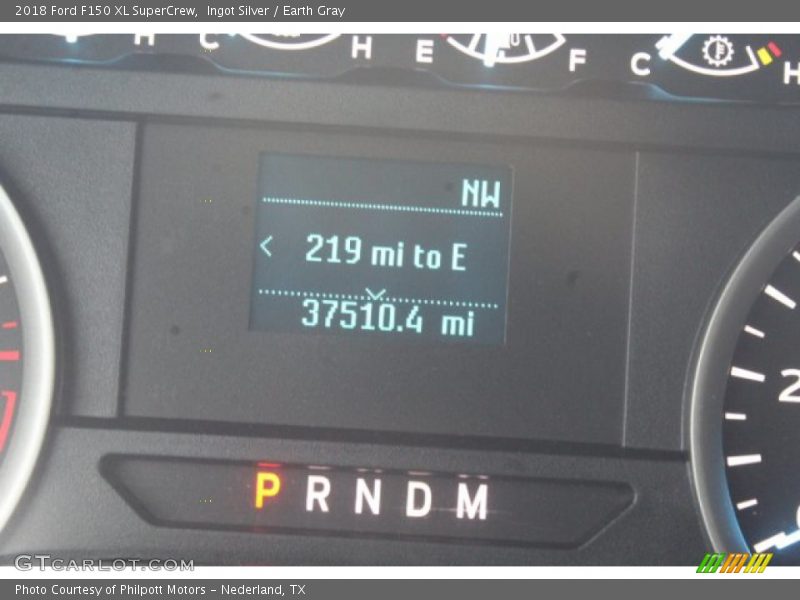 2018 Ford F150 XL SuperCrew, Ingot Silver / Earth Gray
H C H E F C H
NW
< 219 mi to E
37510.4 mi
2
P R N D M
GTCARLOT.COM
Photo Courtesy of Philpott Motors - Nederland, TX